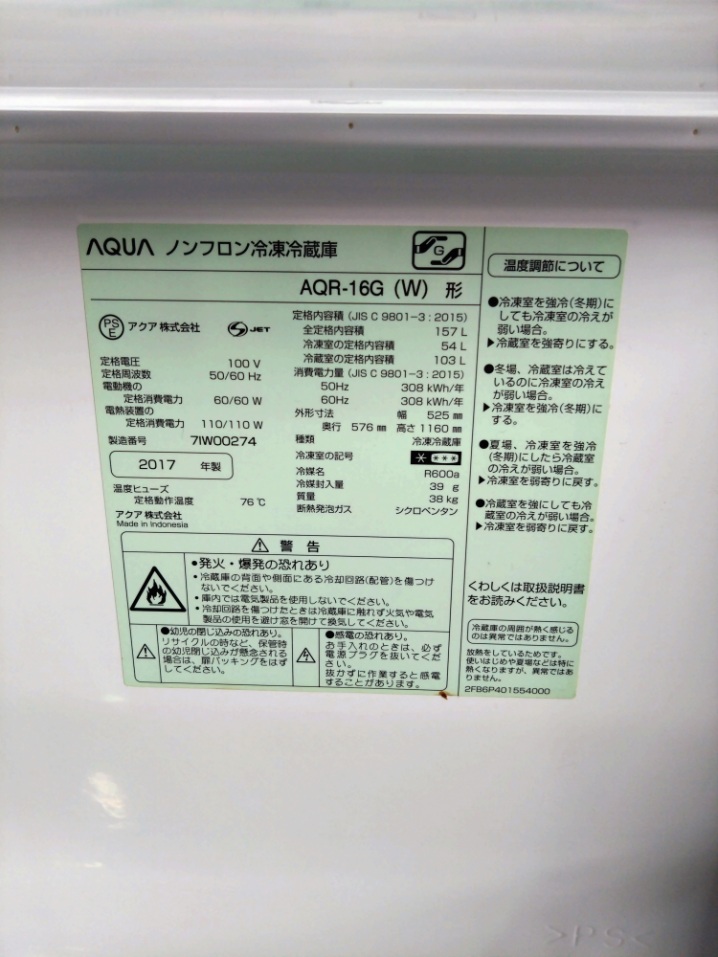 AQUA ノンフロン冷凍冷蔵庫
G
AQR-16G (W) 形
PS E アクア 株式会社 S JET
定格電圧 100 V
定格周波数 50/60 Hz
電動機の
定格消費電力 60/60 W
電熱装置の
定格消費電力 110/110 W
製造番号 7IW00274
2017 年製
温度ヒューズ
定格動作温度 76℃
アクア 株式会社
Made in Indonesia
定格内容積 (JIS C 9801-3 : 2015)
全定格内容積 157 L
冷凍室の定格内容積 54 L
冷蔵室の定格内容積 103 L
消費電力量 (JIS C 9801-3 : 2015)
50Hz 308 kWh/年
60Hz 308 kWh/年
外形寸法 幅 525 mm
奥行 576 mm 高さ 1160 mm
種類 冷凍冷蔵庫
冷凍室の記号
冷媒名 R600a
冷媒封入量 39 g
質量 38 kg
断熱発泡ガス シクロペンタン
警 告
●発火・爆発の恐れあり
・冷蔵庫の背面や側面にある冷却回路(配管)を傷つけ
ないでください。
・庫内では電気製品を使用しないでください。
・冷却回路を傷つけたときは冷蔵庫に触れず火気や電気
製品の使用を避け窓を開けて換気してください。
●幼児の閉じ込みの恐れあり。
リサイクルの時など、保管時
の幼児閉じ込みが懸念される
場合は、扉パッキングをはず
してください。
●感電の恐れあり。
お手入れのときは、必ず
電源プラグを抜いてくだ
さい。
抜かずに作業すると感電
することがあります。
温度調節について
●冷凍室を強冷(冬期)に
しても冷凍室の冷えが
弱い場合。
▶冷蔵室を強寄りにする。
●冬場、冷蔵室は冷えて
いるのに冷凍室の冷え
が弱い場合。
▶冷凍室を強冷(冬期)に
する。
●夏場、冷凍室を強冷
(冬期)にしたら冷蔵室
の冷えが弱い場合。
▶冷凍室を弱寄りに戻す。
●冷蔵室を強にしても冷
蔵室の冷えが弱い場合。
▶冷凍室を弱寄りに戻す。
くわしくは取扱説明書
をお読みください。
冷蔵庫の周囲が熱く感じる
のは異常ではありません。
放熱をしているためです。
使いはじめや夏場などは特に
熱くなりますが、異常ではあ
りません。
2FB6P401554000
>PS<